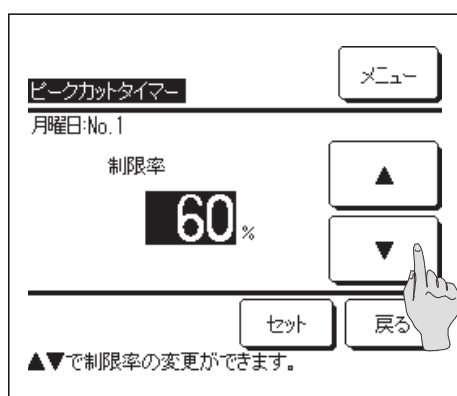 メニュー
ピークカットタイマー
月曜日:No.1
制限率
▲
60%
▼
セット
戻る
▲▼で制限率の変更ができます。